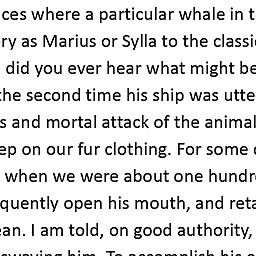 ces where a particular whale in t
ry as Marius or Sylla to the classi
did you ever hear what might be
the second time his ship was utte
s and mortal attack of the animal
ep on our fur clothing. For some
when we were about one hundr
quently open his mouth, and reta
ean. I am told, on good authority,
swaying him. To accomplish his